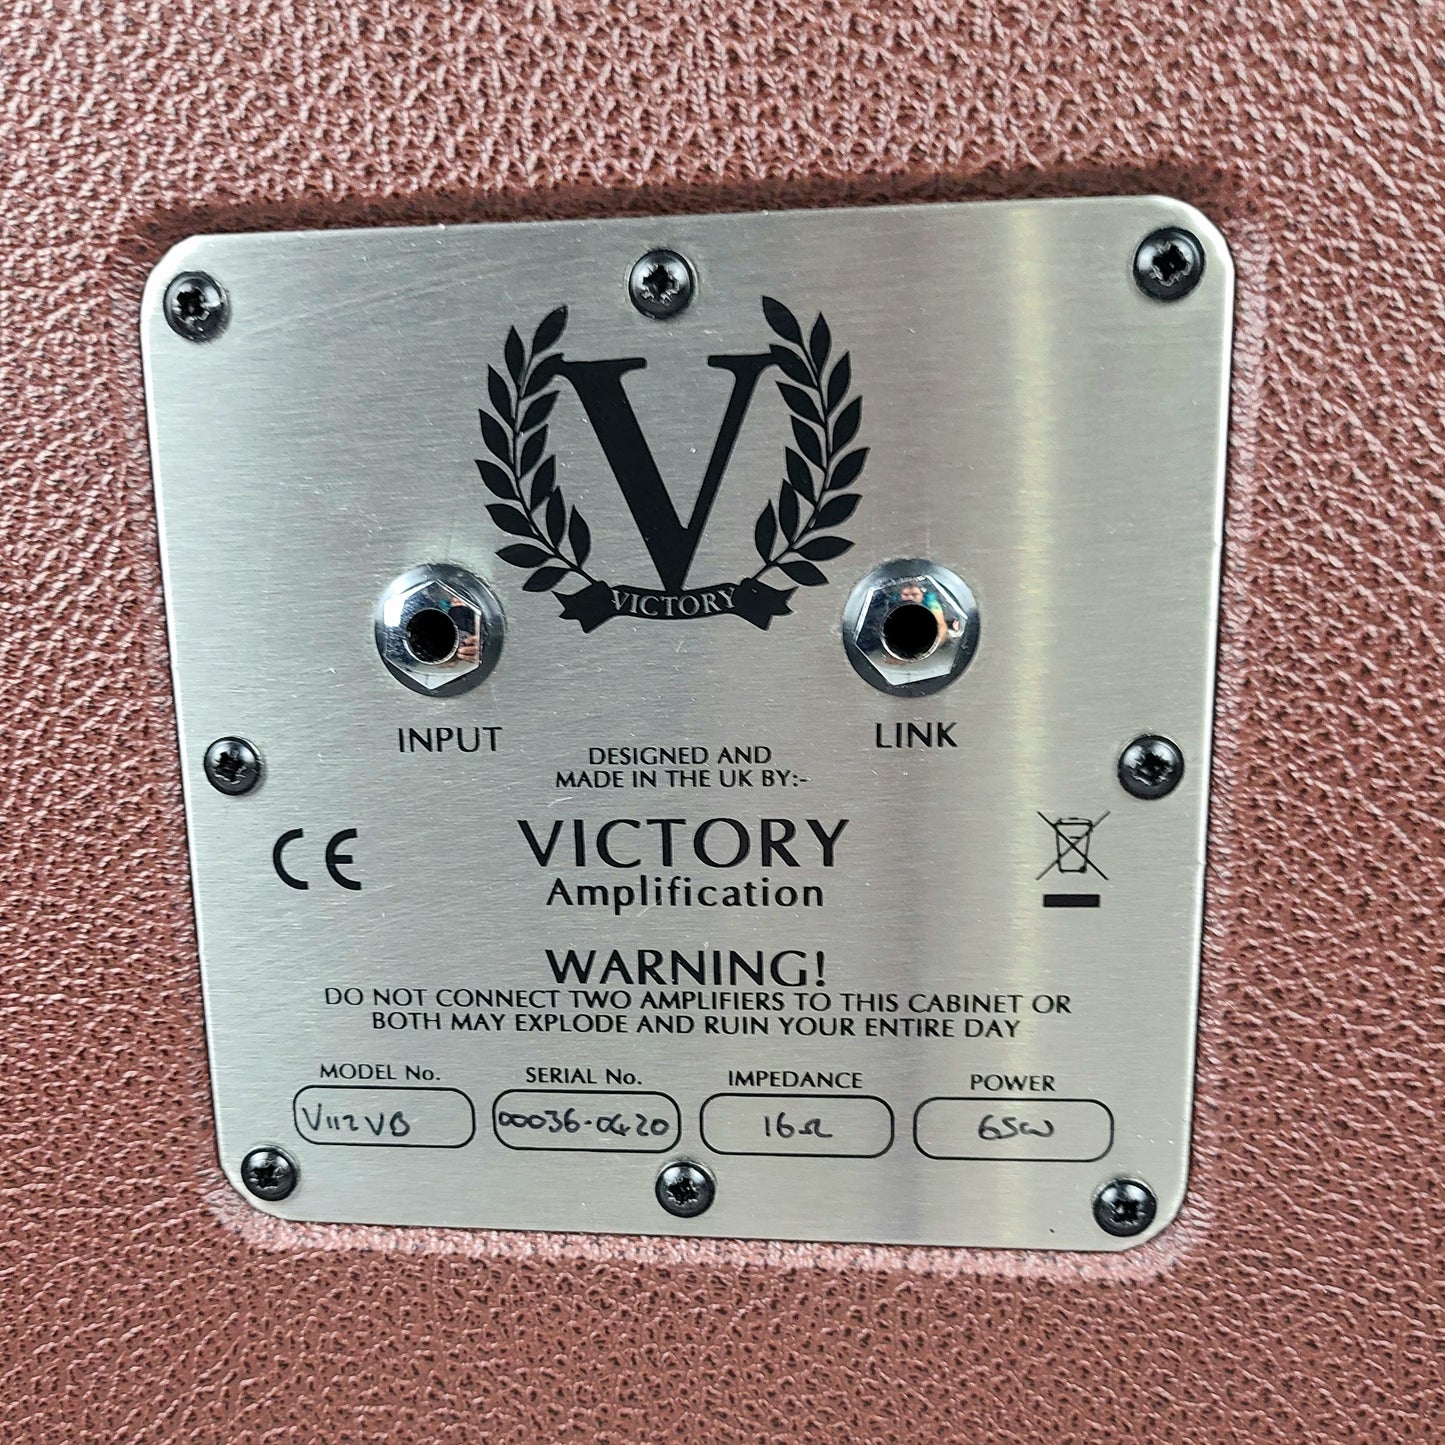 V
VICTORY
INPUT
LINK
DESIGNED AND
MADE IN THE UK BY:-
VICTORY
Amplification
CE
WARNING!
DO NOT CONNECT TWO AMPLIFIERS TO THIS CABINET OR
BOTH MAY EXPLODE AND RUIN YOUR ENTIRE DAY
MODEL No. SERIAL No. IMPEDANCE POWER
V112VB 00036-0420 16Ω 65W